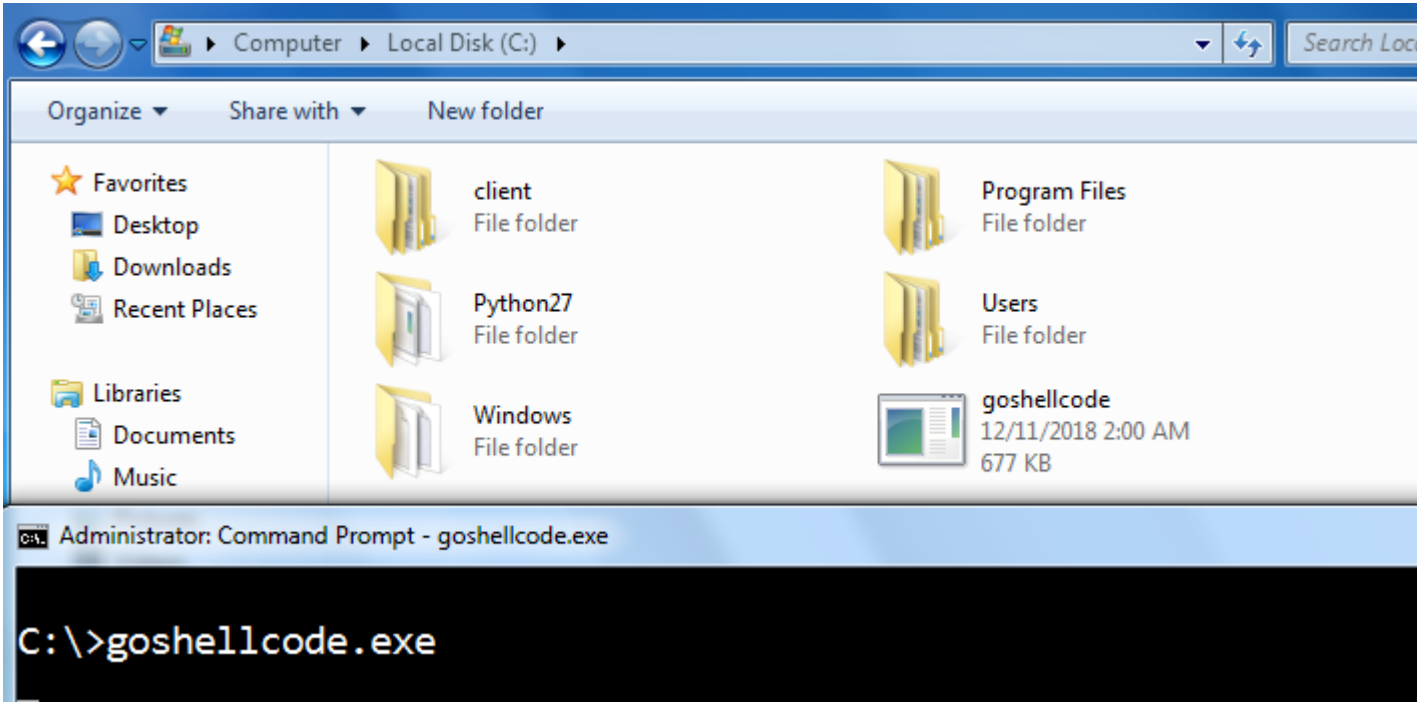 Computer ▸ Local Disk (C:) ▸
Search Loc
Organize Share with New folder
Favorites
Desktop
Downloads
Recent Places
Libraries
Documents
Music
client
File folder
Program Files
File folder
Python27
File folder
Users
File folder
Windows
File folder
goshellcode
12/11/2018 2:00 AM
677 KB
Administrator: Command Prompt - goshellcode.exe
C:\>goshellcode.exe